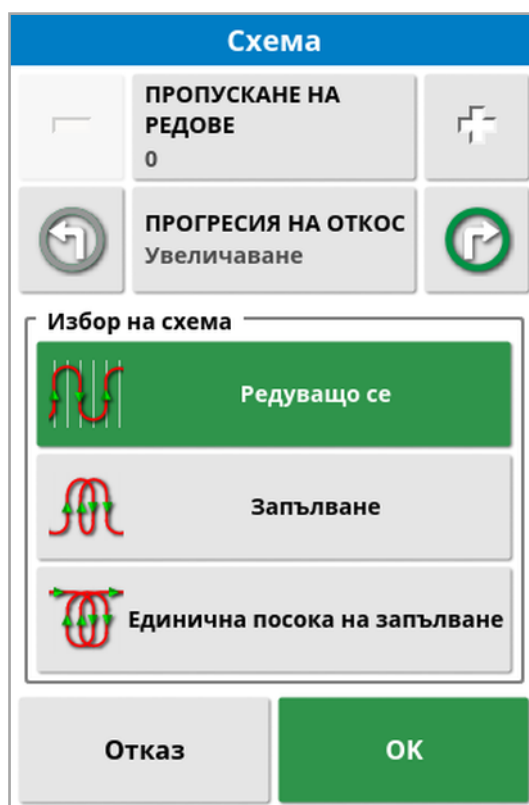 Схема
ПРОПУСКАНЕ НА
РЕДОВЕ
0
ПРОГРЕСИЯ НА ОТКОС
Увеличаване
Избор на схема
Редуващо се
Запълване
Единична посока на запълване
Отказ
OK